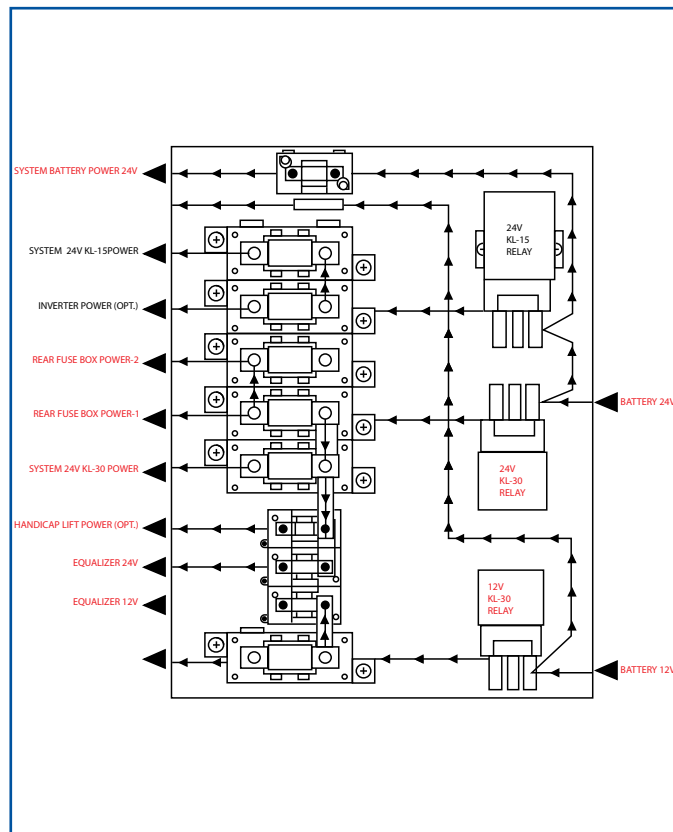 SYSTEM BATTERY POWER 24V
SYSTEM 24V KL-15POWER
INVERTER POWER (OPT.)
REAR FUSE BOX POWER-2
REAR FUSE BOX POWER-1
SYSTEM 24V KL-30 POWER
HANDICAP LIFT POWER (OPT.)
EQUALIZER 24V
EQUALIZER 12V
24V
KL-15
RELAY
BATTERY 24V
24V
KL-30
RELAY
12V
KL-30
RELAY
BATTERY 12V